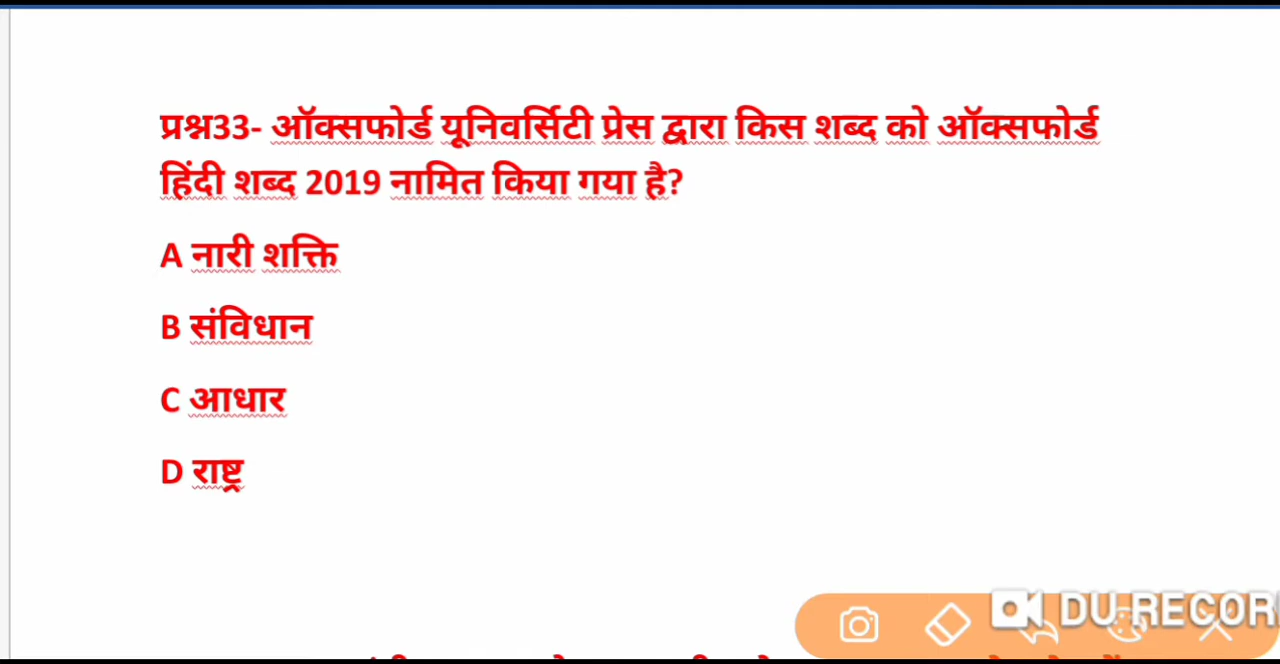 प्रश्न33- ऑक्सफोर्ड यूनिवर्सिटी प्रेस द्वारा किस शब्द को ऑक्सफोर्ड
हिंदी शब्द 2019 नामित किया गया है?
A नारी शक्ति
B संविधान
C आधार
D राष्ट्र
DU RECOR